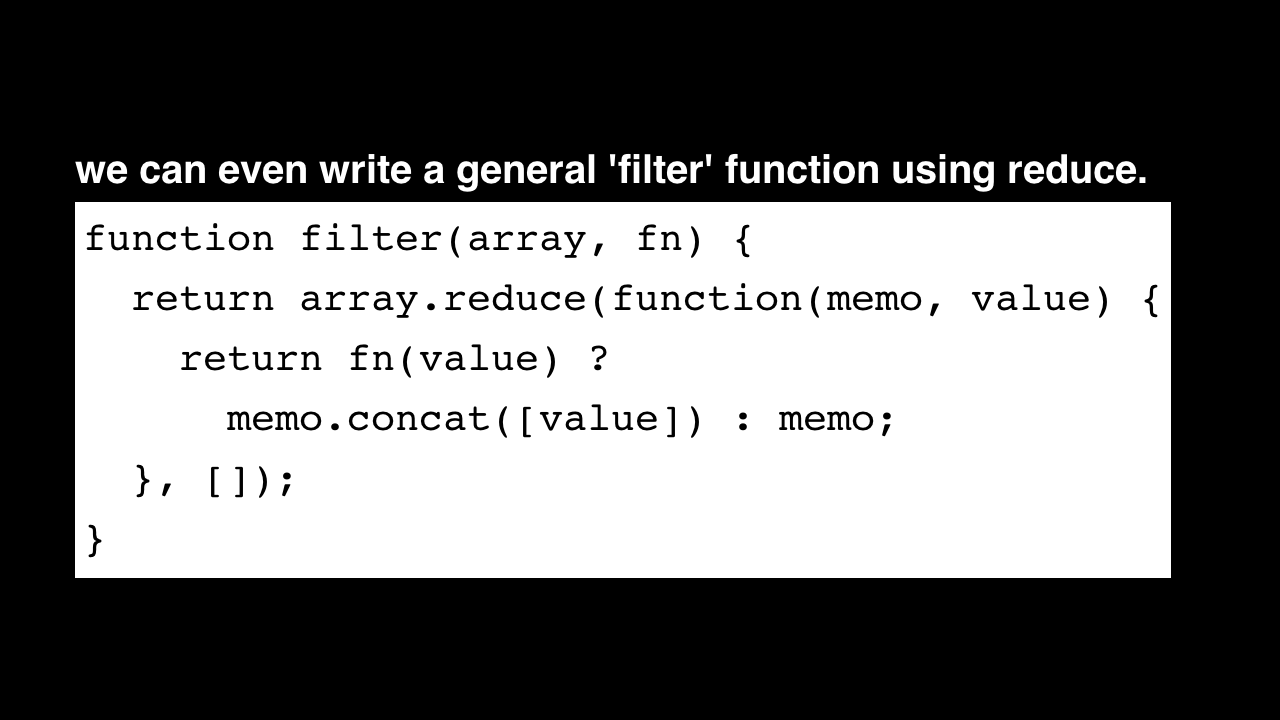 we can even write a general 'filter' function using reduce.
function filter(array, fn) {
  return array.reduce(function(memo, value) {
    return fn(value) ?
      memo.concat([value]) : memo;
  }, []);
}